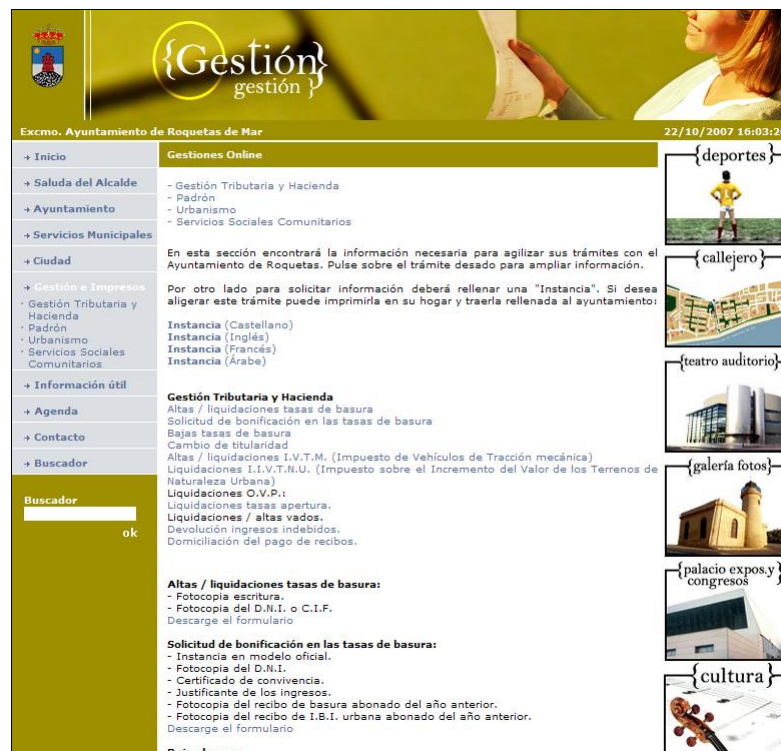 {Gestión}
gestión }
Excmo. Ayuntamiento de Roquetas de Mar
22/10/2007 16:03:2
Inicio
Saluda del Alcalde
Ayuntamiento
Servicios Municipales
Ciudad
Gestión e Impresos
· Gestión Tributaria y
Hacienda
· Padrón
· Urbanismo
· Servicios Sociales
Comunitarios
Información útil
Agenda
Contacto
Buscador
Buscador
ok
Gestiones Online
- Gestión Tributaria y Hacienda
- Padrón
- Urbanismo
- Servicios Sociales Comunitarios
En esta sección encontrará la información necesaria para agilizar sus trámites con el
Ayuntamiento de Roquetas. Pulse sobre el trámite desado para ampliar información.
Por otro lado para solicitar información deberá rellenar una "Instancia". Si desea
aligerar este trámite puede imprimirla en su hogar y traerla rellenada al ayuntamiento:
Instancia (Castellano)
Instancia (Inglés)
Instancia (Francés)
Instancia (Árabe)
Gestión Tributaria y Hacienda
Altas / liquidaciones tasas de basura
Solicitud de bonificación en las tasas de basura
Bajas tasas de basura
Cambio de titularidad
Altas / liquidaciones I.V.T.M. (Impuesto de Vehículos de Tracción mecánica)
Liquidaciones I.I.V.T.N.U. (Impuesto sobre el Incremento del Valor de los Terrenos de
Naturaleza Urbana)
Liquidaciones O.V.P.:
Liquidaciones tasas apertura.
Liquidaciones / altas vados.
Devolución ingresos indebidos.
Domiciliación del pago de recibos.
Altas / liquidaciones tasas de basura:
- Fotocopia escritura.
- Fotocopia del D.N.I. o C.I.F.
Descarge el formulario
Solicitud de bonificación en las tasas de basura:
- Instancia en modelo oficial.
- Fotocopia del D.N.I.
- Certificado de convivencia.
- Justificante de los ingresos.
- Fotocopia del recibo de basura abonado del año anterior.
- Fotocopia del recibo de I.B.I. urbana abonado del año anterior.
Descarge el formulario
{deportes}
{callejero}
{teatro auditorio}
{galería fotos}
{palacio expos.y
congresos}
{cultura}